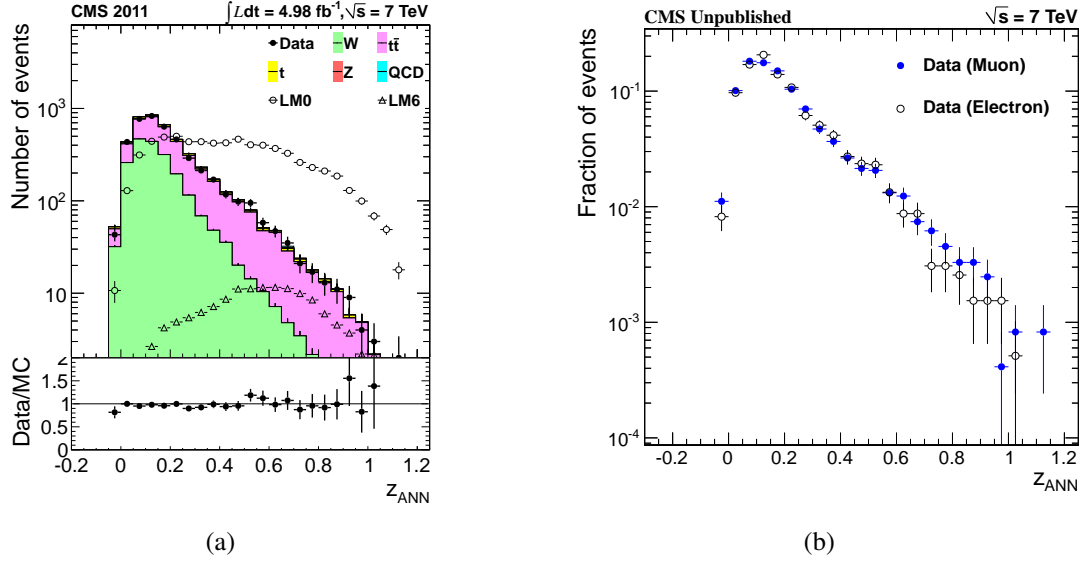 CMS 2011 ∫Ldt = 4.98 fb⁻¹, √s = 7 TeV
Data W tt̄
t Z QCD
LM0 LM6
Number of events
10³
10²
10
Data/MC
2
1.5
1
0.5
0
-0.2 0 0.2 0.4 0.6 0.8 1 1.2
z_ANN
(a)
CMS Unpublished √s = 7 TeV
Data (Muon)
Data (Electron)
Fraction of events
10⁻¹
10⁻²
10⁻³
10⁻⁴
-0.2 0 0.2 0.4 0.6 0.8 1 1.2
z_ANN
(b)